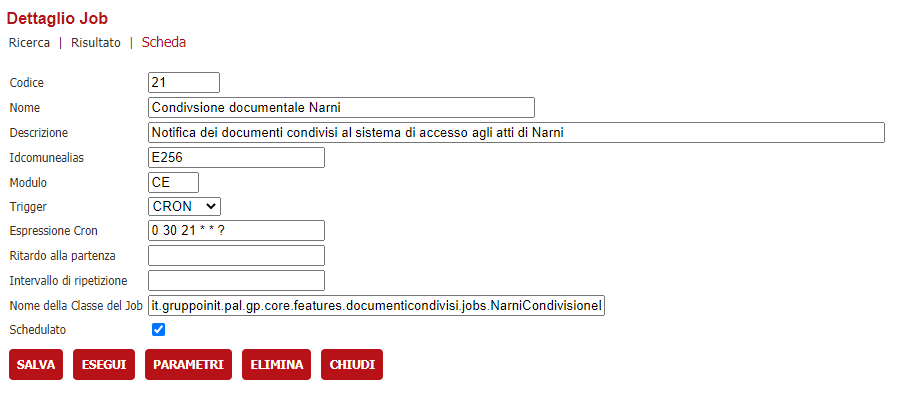 Dettaglio Job
Ricerca | Risultato | Scheda
Codice 21
Nome Condivsione documentale Narni
Descrizione Notifica dei documenti condivisi al sistema di accesso agli atti di Narni
Idcomunealias E256
Modulo CE
Trigger CRON
Espressione Cron 0 30 21 * * ?
Ritardo alla partenza
Intervallo di ripetizione
Nome della Classe del Job it.gruppoinit.pal.gp.core.features.documenticondivisi.jobs.NarniCondivisionel
Schedulato
SALVA ESEGUI PARAMETRI ELIMINA CHIUDI